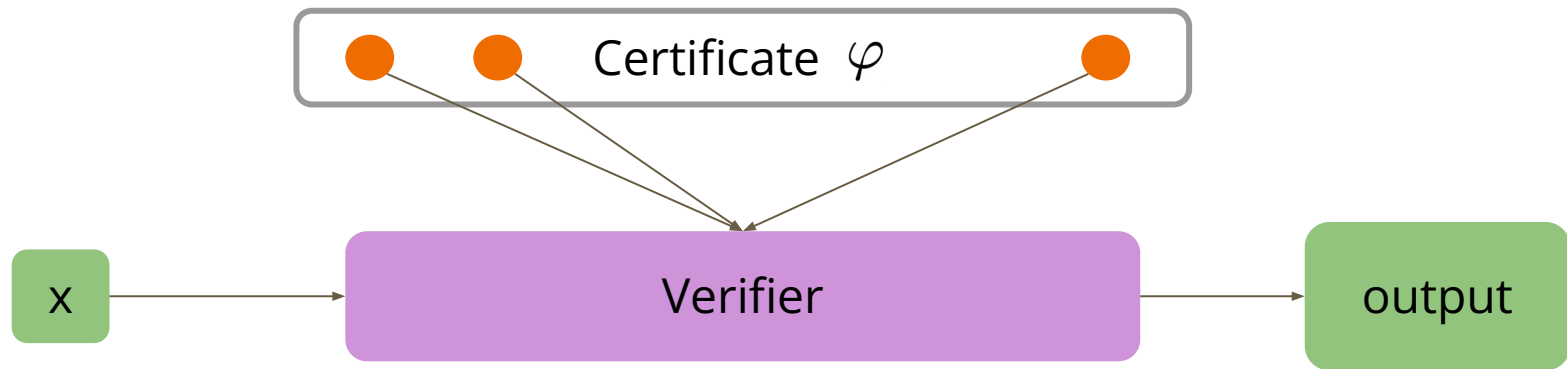 Certificate φ
x
Verifier
output